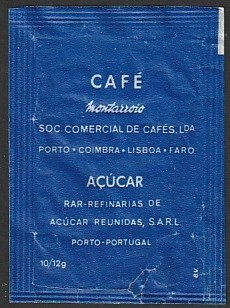 CAFÉ
montarroio
SOC. COMERCIAL DE CAFÉS, LDA
PORTO • COIMBRA • LISBOA • FARO
AÇÚCAR
RAR-REFINARIAS DE
AÇÚCAR REUNIDAS, S.A.R.L.
PORTO-PORTUGAL
10/12g